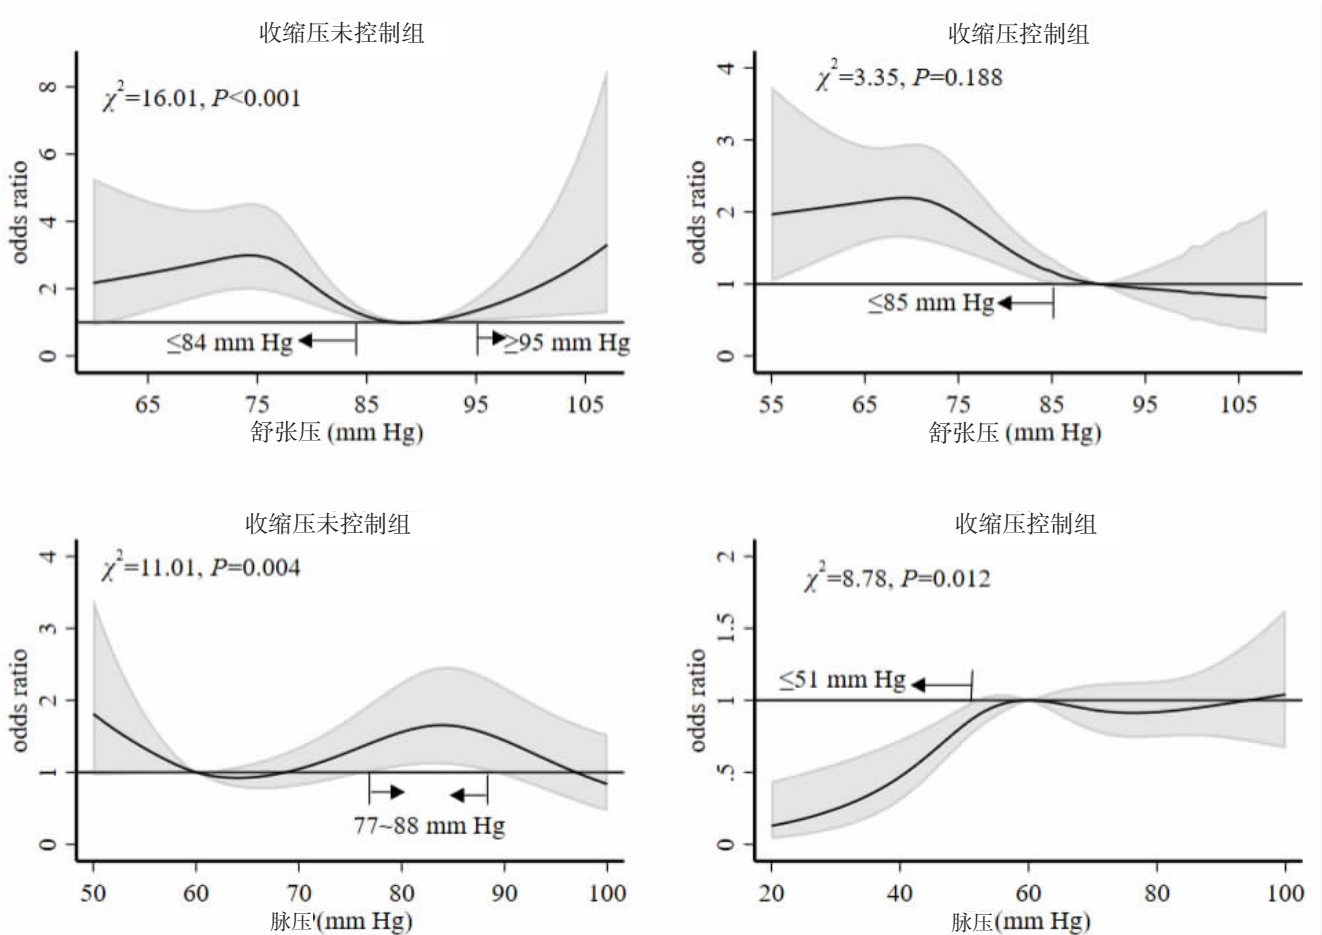 收缩压未控制组
χ²=16.01, P<0.001
odds ratio
8
6
4
2
0
≤84 mm Hg
≥95 mm Hg
65 75 85 95 105
舒张压 (mm Hg)
收缩压控制组
χ²=3.35, P=0.188
odds ratio
4
3
2
1
0
≤85 mm Hg
55 65 75 85 95 105
舒张压 (mm Hg)
收缩压未控制组
χ²=11.01, P=0.004
odds ratio
4
3
2
1
0
77~88 mm Hg
50 60 70 80 90 100
脉压'(mm Hg)
收缩压控制组
χ²=8.78, P=0.012
odds ratio
2
1.5
1
.5
0
≤51 mm Hg
20 40 60 80 100
脉压(mm Hg)